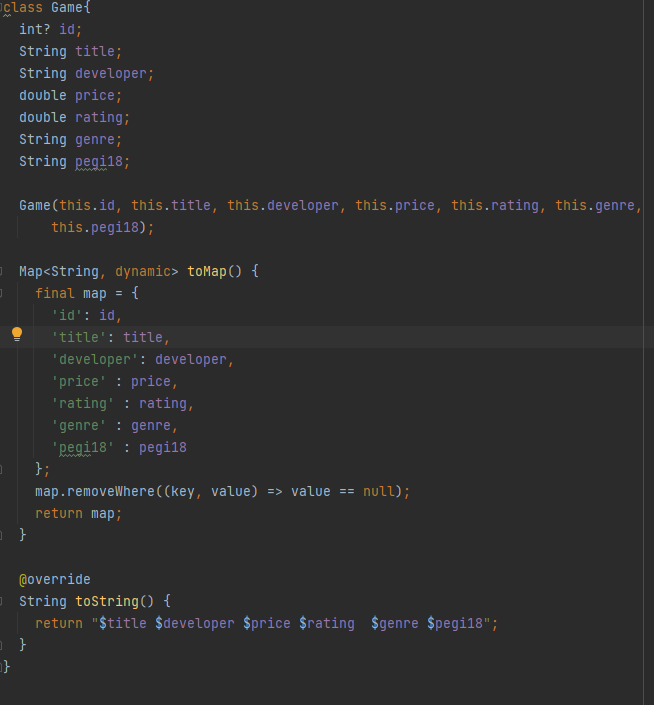 class Game{
  int? id;
  String title;
  String developer;
  double price;
  double rating;
  String genre;
  String pegi18;

  Game(this.id, this.title, this.developer, this.price, this.rating, this.genre,
      this.pegi18);

  Map<String, dynamic> toMap() {
    final map = {
      'id': id,
      'title': title,
      'developer': developer,
      'price' : price,
      'rating' : rating,
      'genre' : genre,
      'pegi18' : pegi18
    };
    map.removeWhere((key, value) => value == null);
    return map;
  }

  @override
  String toString() {
    return "$title $developer $price $rating  $genre $pegi18";
  }
}